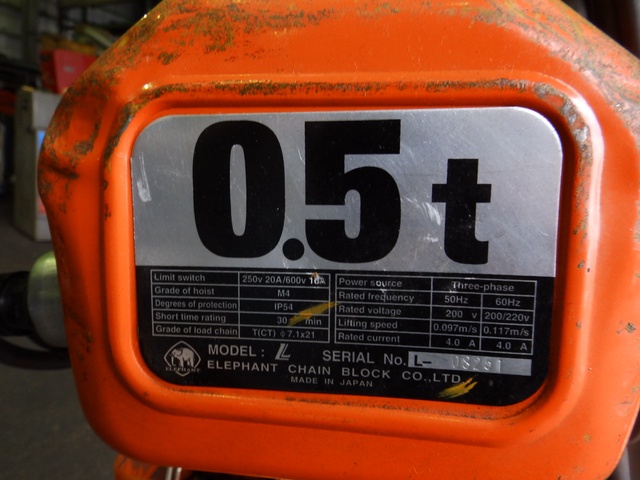 0.5 t
Limit switch 250v 20A/600v 10A
Grade of hoist M4
Degrees of protection IP54
Short time rating 30 min
Grade of load chain T(CT) φ7.1x21
Power source Three-phase
Rated frequency 50Hz 60Hz
Rated voltage 200 v 200/220v
Lifting speed 0.097m/s 0.117m/s
Rated current 4.0 A 4.0 A
MODEL : L SERIAL No. L-
ELEPHANT
ELEPHANT CHAIN BLOCK CO.,LTD.
MADE IN JAPAN